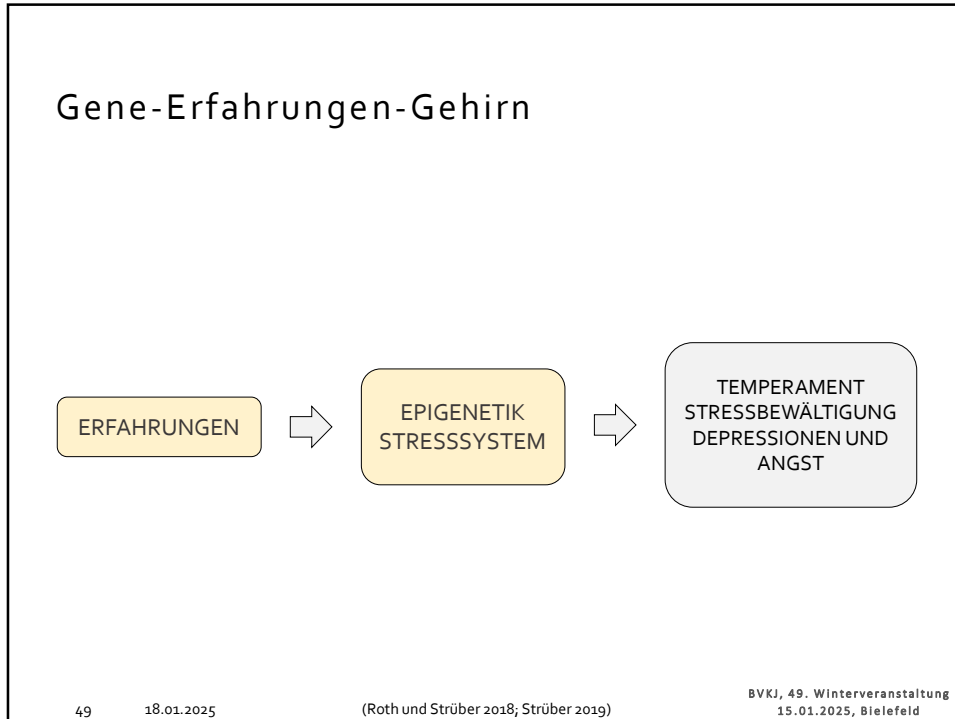 Gene-Erfahrungen-Gehirn
ERFAHRUNGEN
EPIGENETIK
STRESSSYSTEM
TEMPERAMENT
STRESSBEWÄLTIGUNG
DEPRESSIONEN UND
ANGST
49 18.01.2025 (Roth und Strüber 2018; Strüber 2019)
BVKJ, 49. Winterveranstaltung
15.01.2025, Bielefeld